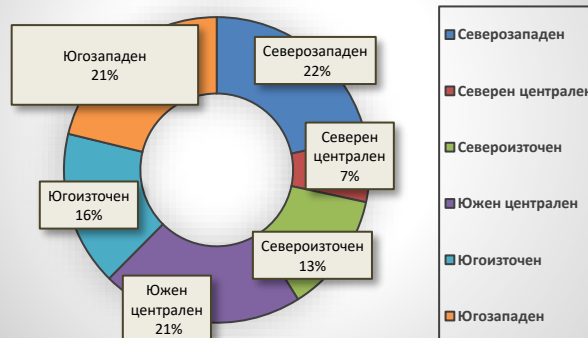 Югозападен
21%
Северозападен
22%
Северен
централен
7%
Югоизточен
16%
Североизточен
13%
Южен
централен
21%
Северозападен
Северен централен
Североизточен
Южен централен
Югоизточен
Югозападен